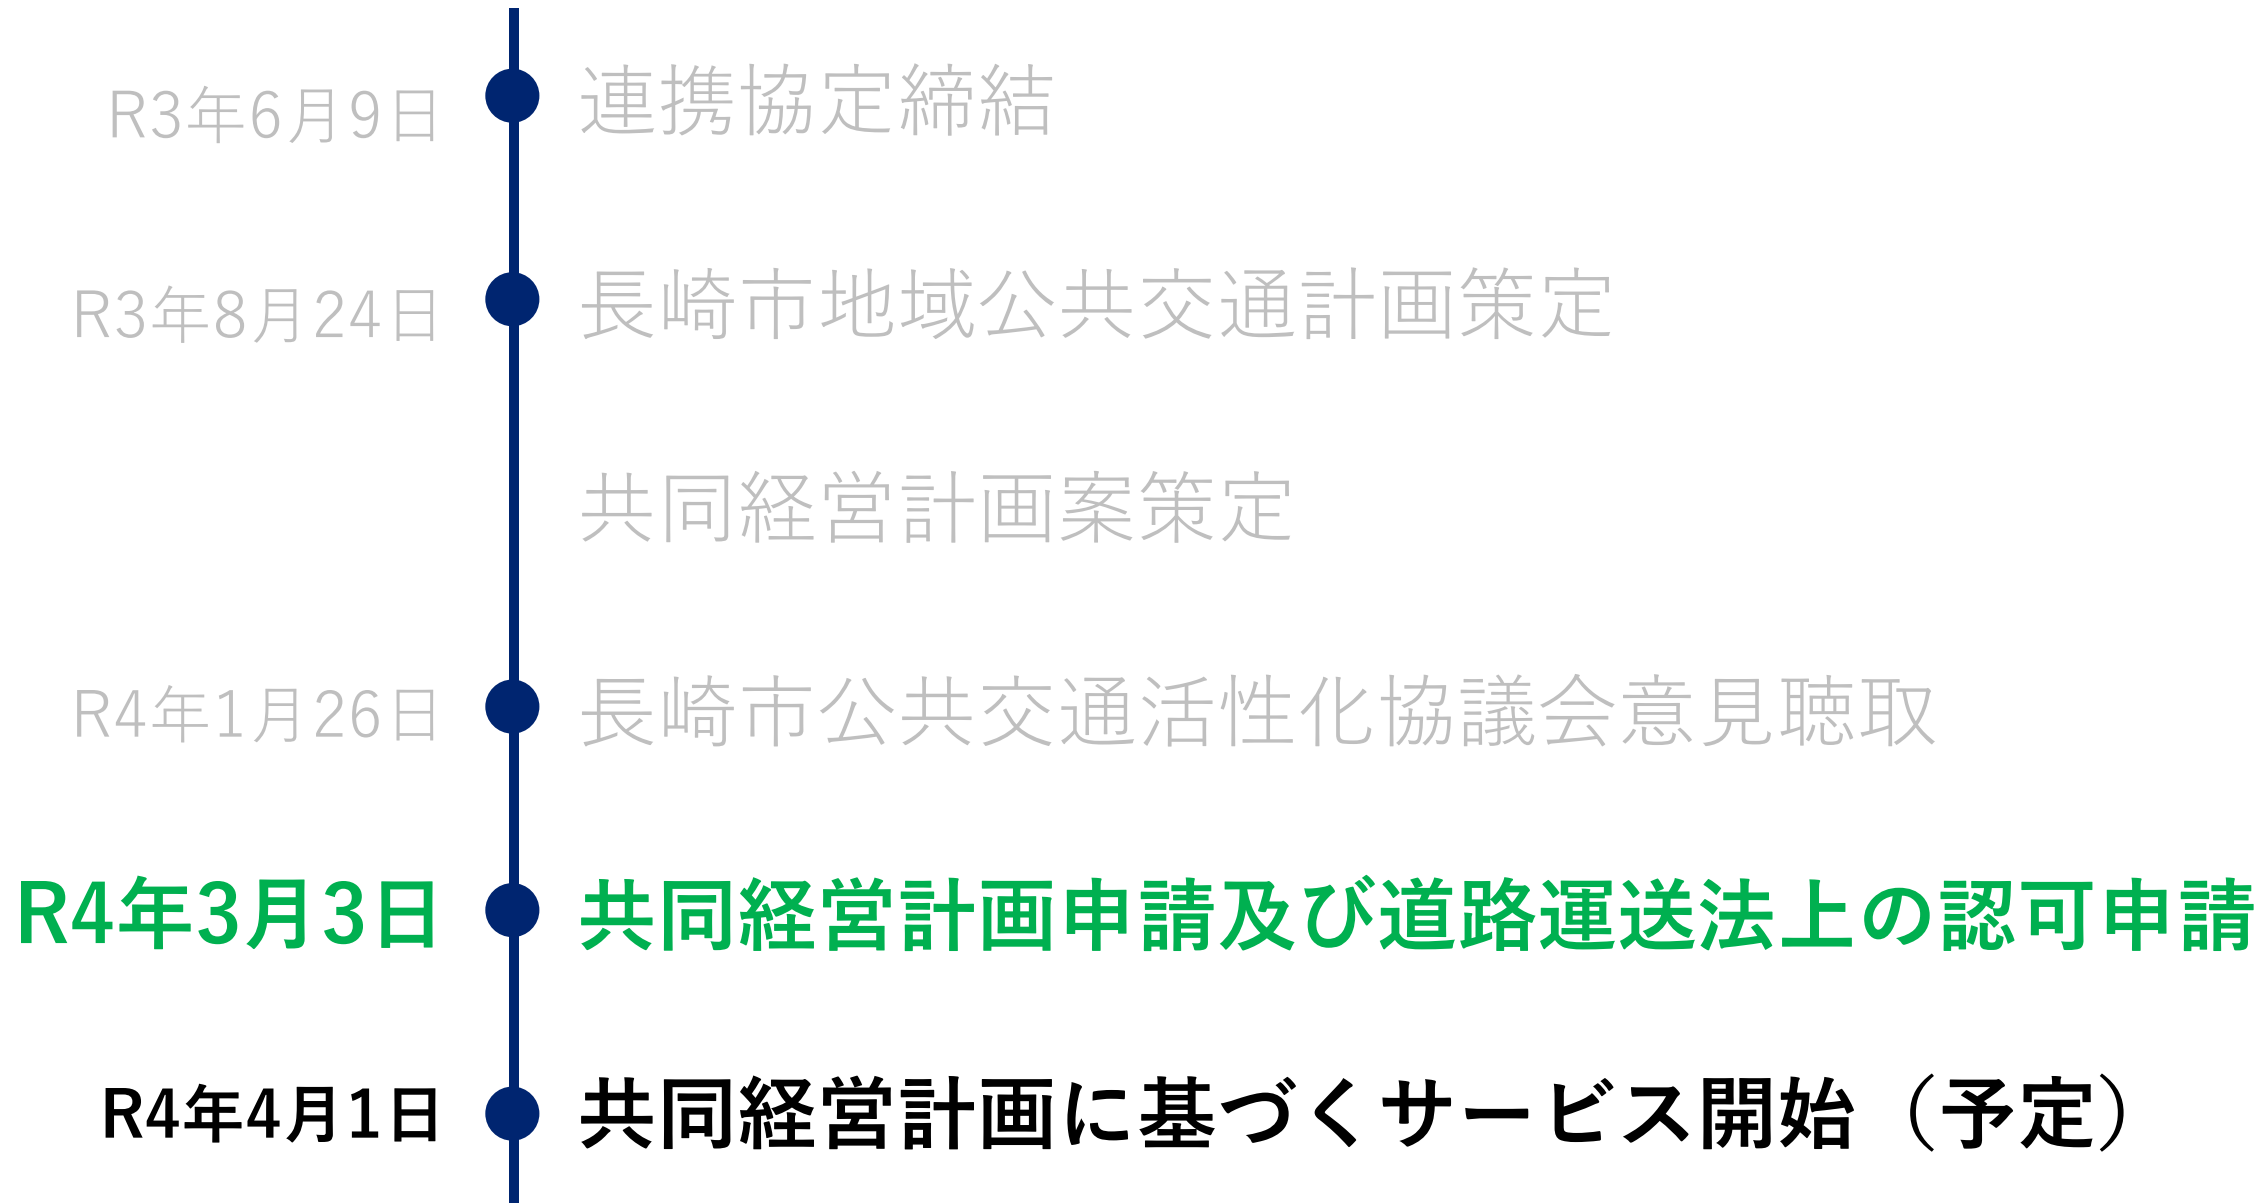 R3年6月9日 連携協定締結
R3年8月24日 長崎市地域公共交通計画策定
共同経営計画案策定
R4年1月26日 長崎市公共交通活性化協議会意見聴取
R4年3月3日 共同経営計画申請及び道路運送法上の認可申請
R4年4月1日 共同経営計画に基づくサービス開始（予定）